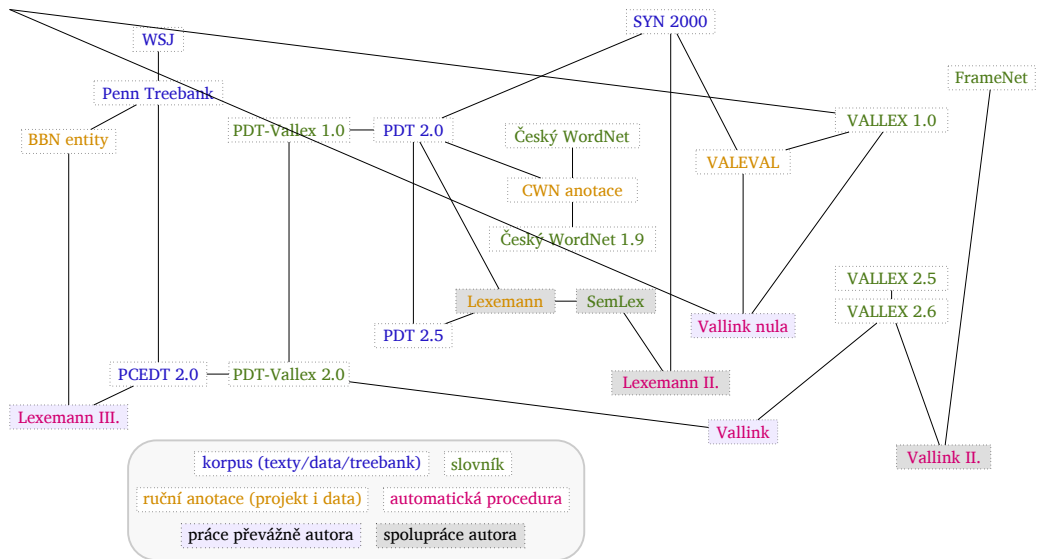 SYN 2000
WSJ
FrameNet
Penn Treebank
VALLEX 1.0
PDT-Vallex 1.0
PDT 2.0
Český WordNet
BBN entity
VALEVAL
CWN anotace
Český WordNet 1.9
VALLEX 2.5
Lexemann
SemLex
VALLEX 2.6
Vallink nula
PDT 2.5
PCEDT 2.0
PDT-Vallex 2.0
Lexemann II.
Lexemann III.
Vallink
Vallink II.
korpus (texty/data/treebank)
slovník
ruční anotace (projekt i data)
automatická procedura
práce převážně autora
spolupráce autora